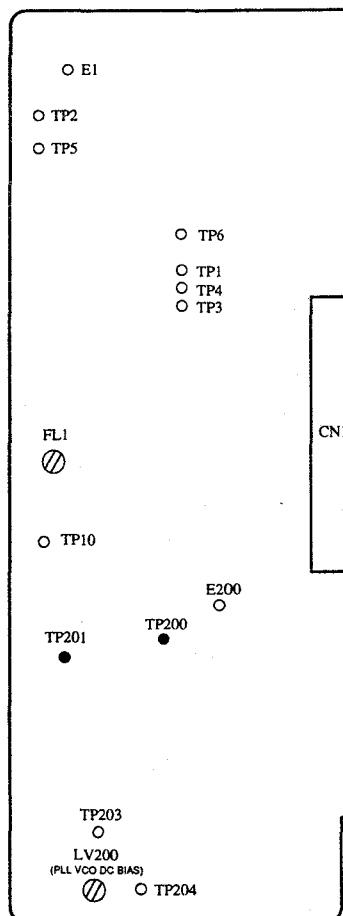 E1
TP2
TP5
TP6
TP1
TP4
TP3
CN1
FL1
TP10
E200
TP200
TP201
TP203
LV200
(PLL VCO DC BIAS)
TP204